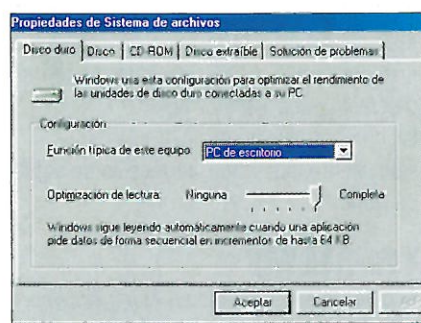 Propiedades de Sistema de archivos
Disco duro Disco CD-ROM Disco extraíble Solución de problemas
Windows usa esta configuración para optimizar el rendimiento de
las unidades de disco duro conectadas a su PC.
Configuración
Función típica de este equipo: PC de escritorio
Optimización de lectura: Ninguna Completa
Windows sigue leyendo automáticamente cuando una aplicación
pide datos de forma secuencial en incrementos de hasta 64 KB.
Aceptar Cancelar